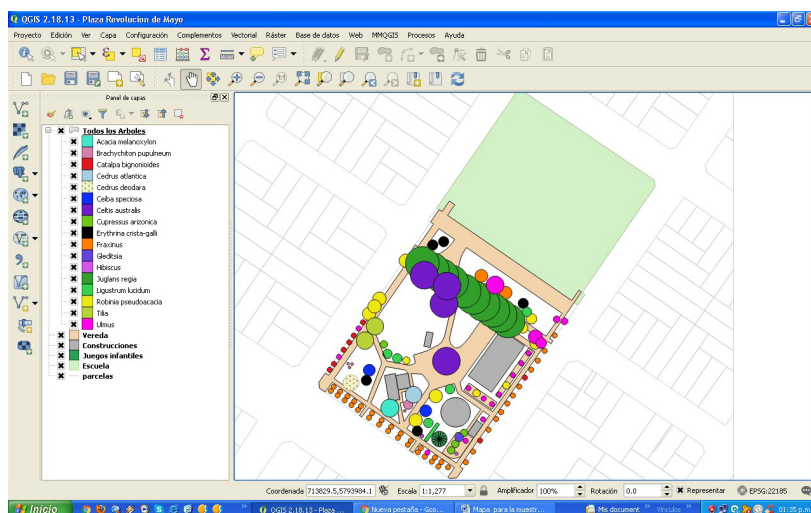 QGIS 2.18.13 - Plaza Revolucion de Mayo
Proyecto Edición Ver Capa Configuración Complementos Vectorial Ráster Base de datos Web MMQGIS Procesos Ayuda
Panel de capas
Todos los Arboles
Acacia melanoxylon
Brachychiton pupulneum
Catalpa bignonioides
Cedrus atlantica
Cedrus deodara
Ceiba speciosa
Celtis australis
Cupressus arizonica
Erythrina crista-galli
Fraxinus
Gleditsia
Hibiscus
Juglans regia
Ligustrum lucidum
Robinia pseudoacacia
Tilia
Ulmus
Vereda
Construcciones
Juegos infantiles
Escuela
parcelas
Coordenada 713829.5,5793984.1 Escala 1:1,277 Amplificador 100% Rotación 0.0 Representar EPSG:22185
Inicio QGIS 2.18.13 - Plaza ... Nueva pestaña - Goo... Mapa para la muestr... Mis document Vinculos 01:35 p.m.